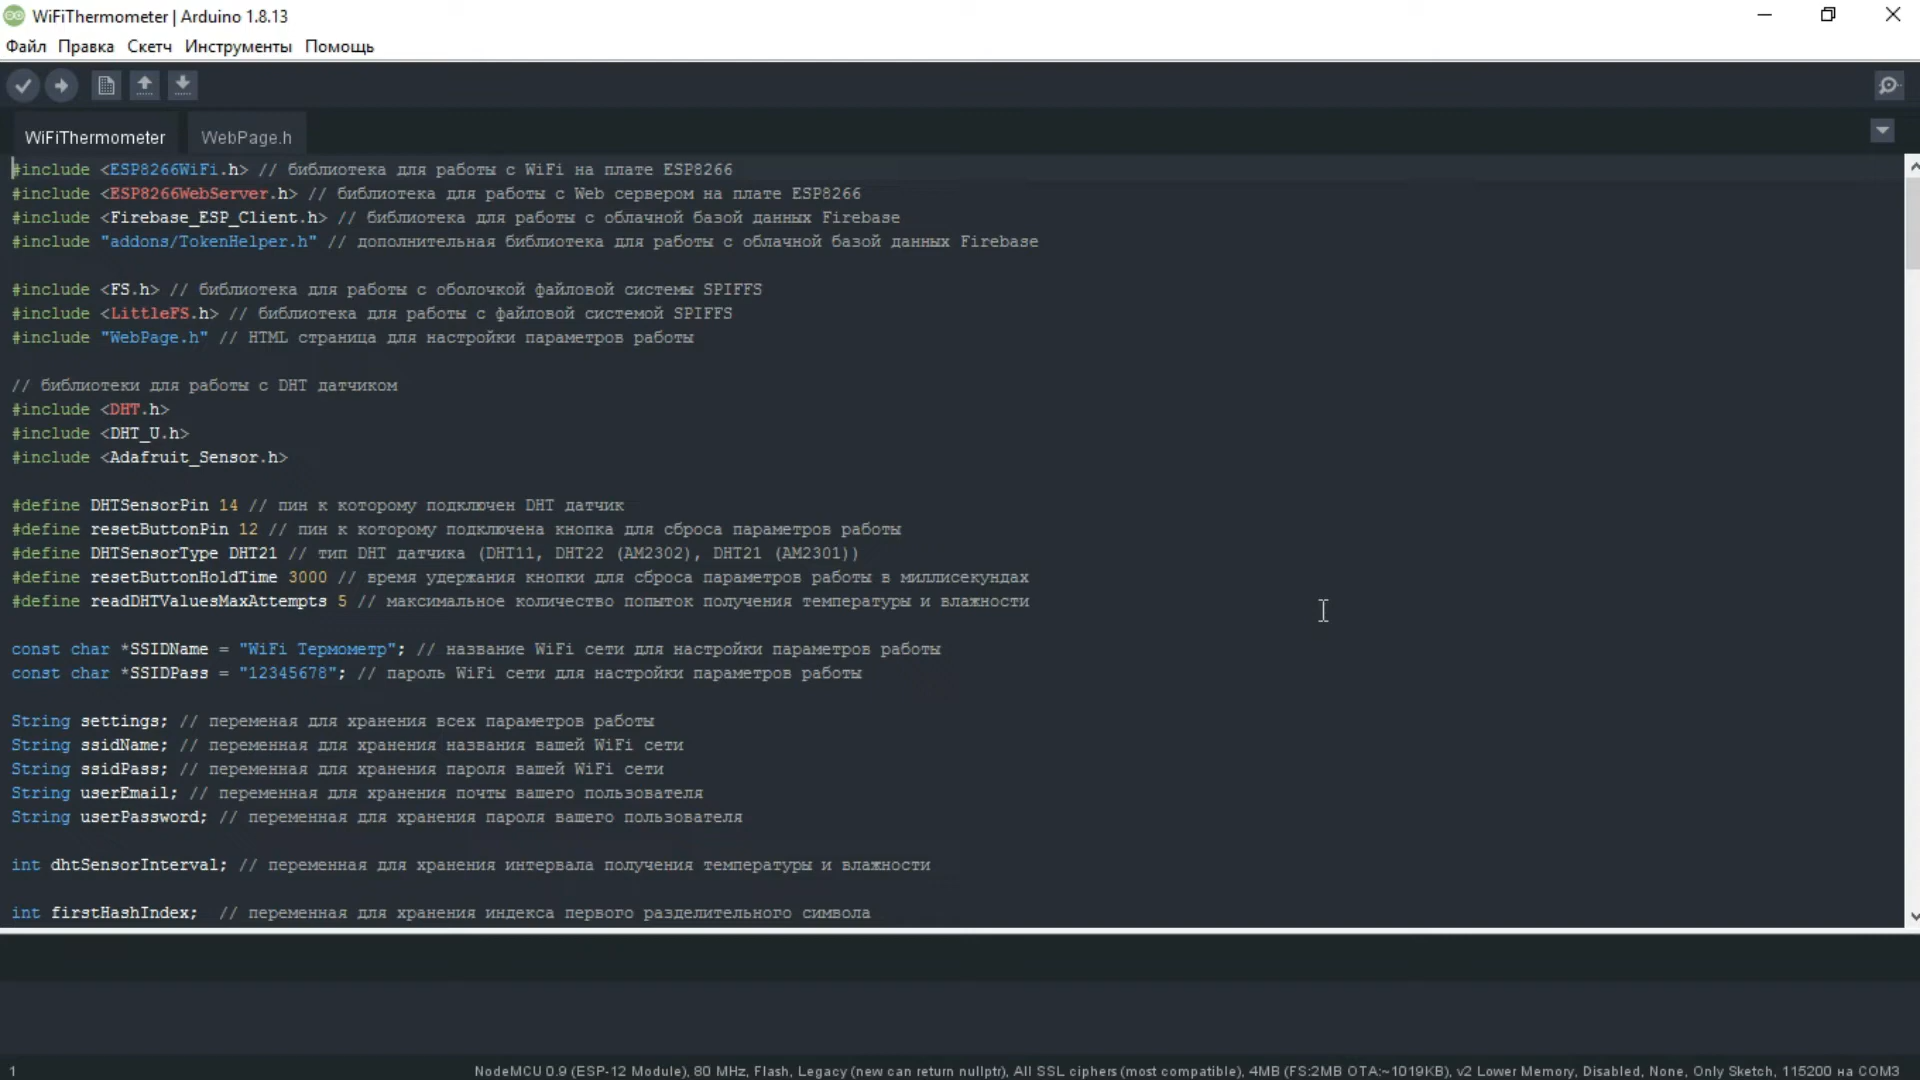 WiFiThermometer | Arduino 1.8.13
Файл Правка Скетч Инструменты Помощь
WiFiThermometer WebPage.h
#include <ESP8266WiFi.h> // библиотека для работы с WiFi на плате ESP8266
#include <ESP8266WebServer.h> // библиотека для работы с Web сервером на плате ESP8266
#include <Firebase_ESP_Client.h> // библиотека для работы с облачной базой данных Firebase
#include "addons/TokenHelper.h" // дополнительная библиотека для работы с облачной базой данных Firebase
#include <FS.h> // библиотека для работы с оболочкой файловой системы SPIFFS
#include <LittleFS.h> // библиотека для работы с файловой системой SPIFFS
#include "WebPage.h" // HTML страница для настройки параметров работы
// библиотеки для работы с DHT датчиком
#include <DHT.h>
#include <DHT_U.h>
#include <Adafruit_Sensor.h>
#define DHTSensorPin 14 // пин к которому подключен DHT датчик
#define resetButtonPin 12 // пин к которому подключена кнопка для сброса параметров работы
#define DHTSensorType DHT21 // тип DHT датчика (DHT11, DHT22 (AM2302), DHT21 (AM2301))
#define resetButtonHoldTime 3000 // время удержания кнопки для сброса параметров работы в миллисекундах
#define readDHTValuesMaxAttempts 5 // максимальное количество попыток получения температуры и влажности
const char *SSIDName = "WiFi Термометр"; // название WiFi сети для настройки параметров работы
const char *SSIDPass = "12345678"; // пароль WiFi сети для настройки параметров работы
String settings; // переменая для хранения всех параметров работы
String ssidName; // переменная для хранения названия вашей WiFi сети
String ssidPass; // переменная для хранения пароля вашей WiFi сети
String userEmail; // переменная для хранения почты вашего пользователя
String userPassword; // переменная для хранения пароля вашего пользователя
int dhtSensorInterval; // переменная для хранения интервала получения температуры и влажности
int firstHashIndex;  // переменная для хранения индекса первого разделительного символа
1 NodeMCU 0.9 (ESP-12 Module), 80 MHz, Flash, Legacy (new can return nullptr), All SSL ciphers (most compatible), 4MB (FS:2MB OTA:~1019KB), v2 Lower Memory, Disabled, None, Only Sketch, 115200 на COM3